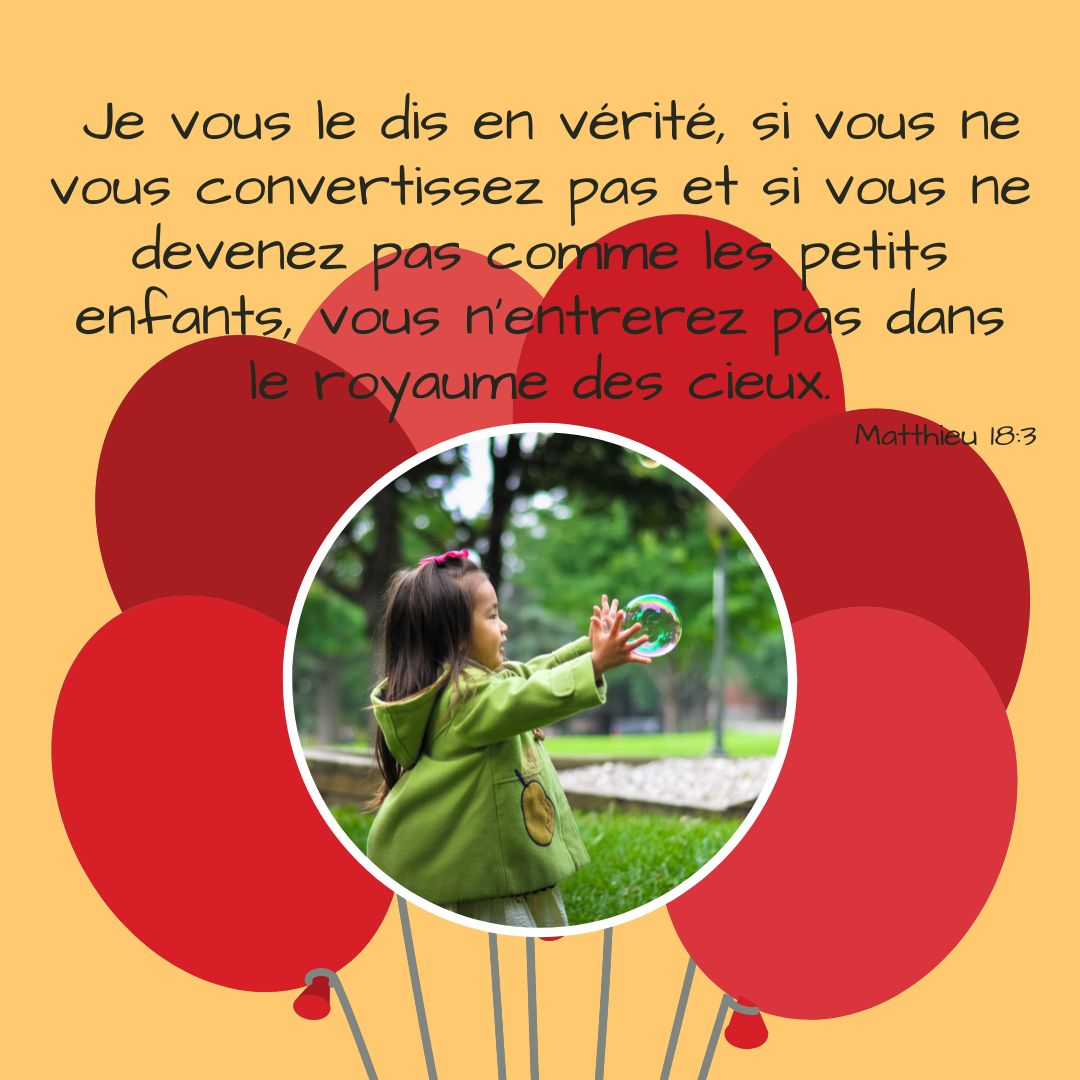 Je vous le dis en vérité, si vous ne
vous convertissez pas et si vous ne
devenez pas comme les petits
enfants, vous n'entrerez pas dans
le royaume des cieux.
Matthieu 18:3